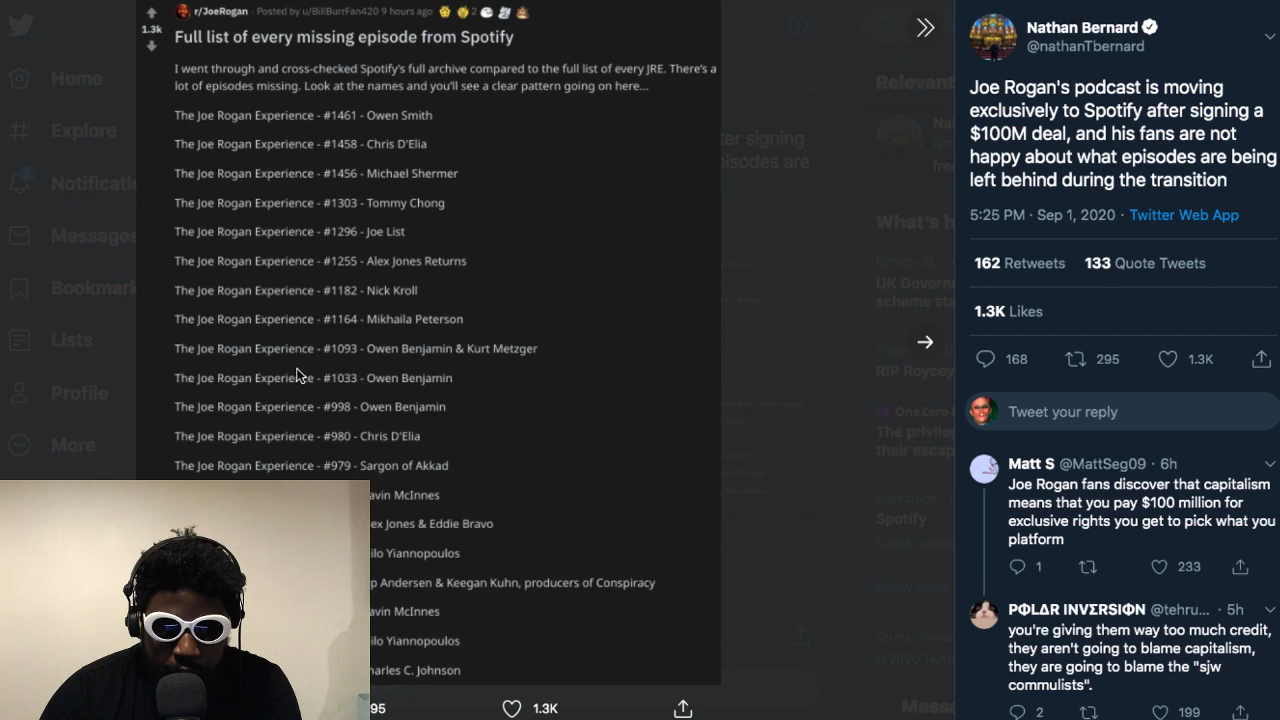 r/JoeRogan · Posted by u/BillBurrFan420 9 hours ago
2
1.3k
Full list of every missing episode from Spotify
I went through and cross-checked Spotify's full archive compared to the full list of every JRE. There's a
lot of episodes missing. Look at the names and you'll see a clear pattern going on here...
The Joe Rogan Experience - #1461 - Owen Smith
The Joe Rogan Experience - #1458 - Chris D'Elia
The Joe Rogan Experience - #1456 - Michael Shermer
The Joe Rogan Experience - #1303 - Tommy Chong
The Joe Rogan Experience - #1296 - Joe List
The Joe Rogan Experience - #1255 - Alex Jones Returns
The Joe Rogan Experience - #1182 - Nick Kroll
The Joe Rogan Experience - #1164 - Mikhaila Peterson
The Joe Rogan Experience - #1093 - Owen Benjamin & Kurt Metzger
The Joe Rogan Experience - #1033 - Owen Benjamin
The Joe Rogan Experience - #998 - Owen Benjamin
The Joe Rogan Experience - #980 - Chris D'Elia
The Joe Rogan Experience - #979 - Sargon of Akkad
avin McInnes
ex Jones & Eddie Bravo
ilo Yiannopoulos
p Andersen & Keegan Kuhn, producers of Conspiracy
avin McInnes
ilo Yiannopoulos
harles C. Johnson
95 1.3K
Home
Explore
Notificati
Messages
Bookmark
Lists
Profile
More
ter signing
pisodes are
Relevant
Nat
What's h
COVID-19
UK Govern
scheme sta
RIP Roycey
OneZero
The privileg
their escap
Spotify
Show more
Terms Privac
© 2020 Twitt
Messa
Nathan Bernard
@nathanTbernard
Joe Rogan's podcast is moving
exclusively to Spotify after signing a
$100M deal, and his fans are not
happy about what episodes are being
left behind during the transition
5:25 PM · Sep 1, 2020 · Twitter Web App
162 Retweets 133 Quote Tweets
1.3K Likes
168 295 1.3K
Tweet your reply
Matt S @MattSeg09 · 6h
Joe Rogan fans discover that capitalism
means that you pay $100 million for
exclusive rights you get to pick what you
platform
1 233
PΦLΔR INVΣRSIΦN @tehru... · 5h
you're giving them way too much credit,
they aren't going to blame capitalism,
they are going to blame the "sjw
commulists".
2 199